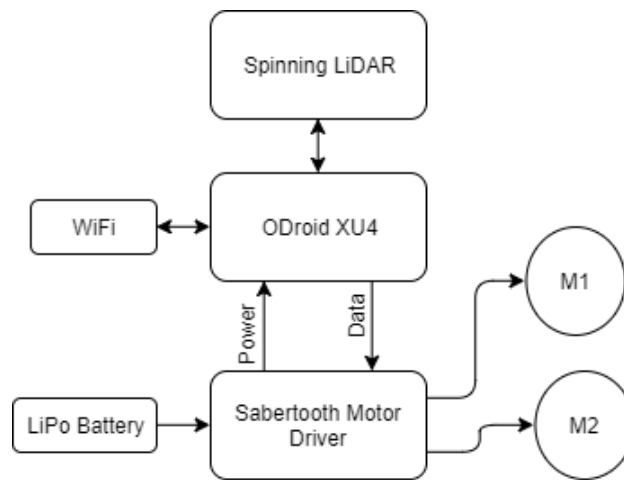 Spinning LiDAR
WiFi
ODroid XU4
M1
Power
Data
LiPo Battery
Sabertooth Motor
Driver
M2